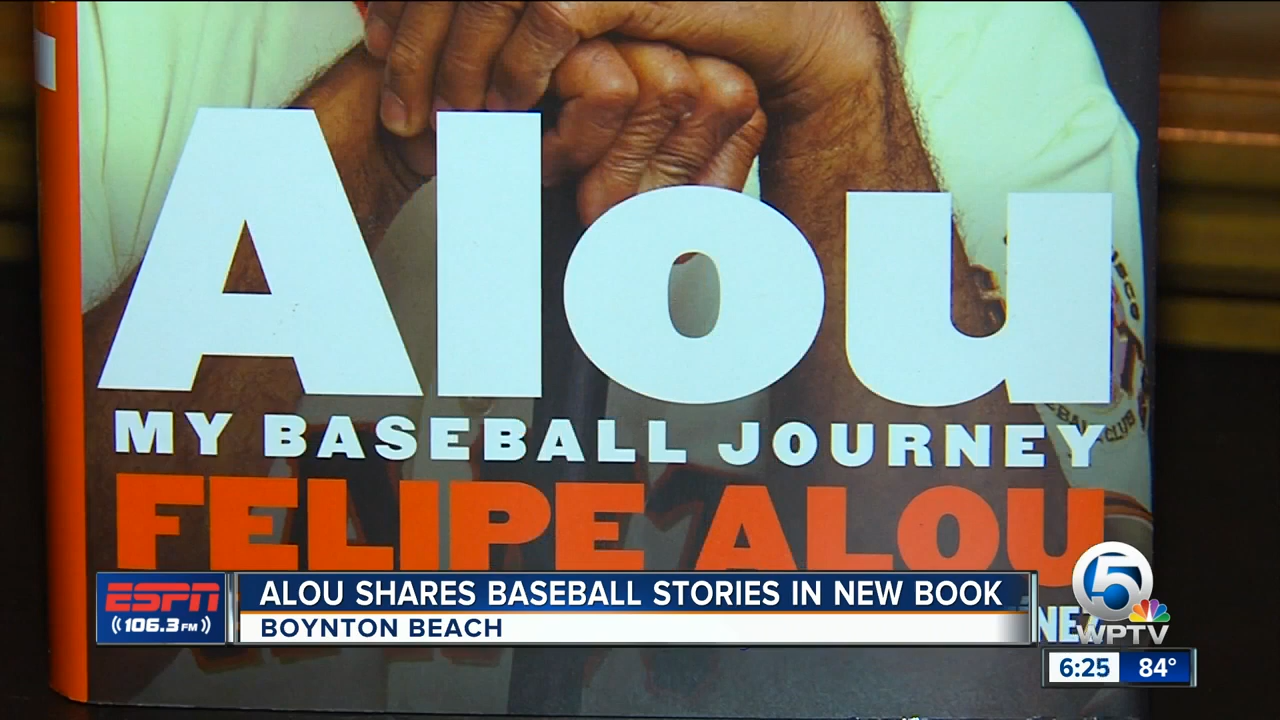 Alou
MY BASEBALL JOURNEY
FELIPE ALOU
ESPN
106.3 FM
ALOU SHARES BASEBALL STORIES IN NEW BOOK
BOYNTON BEACH
5
WPTV
6:25 84°